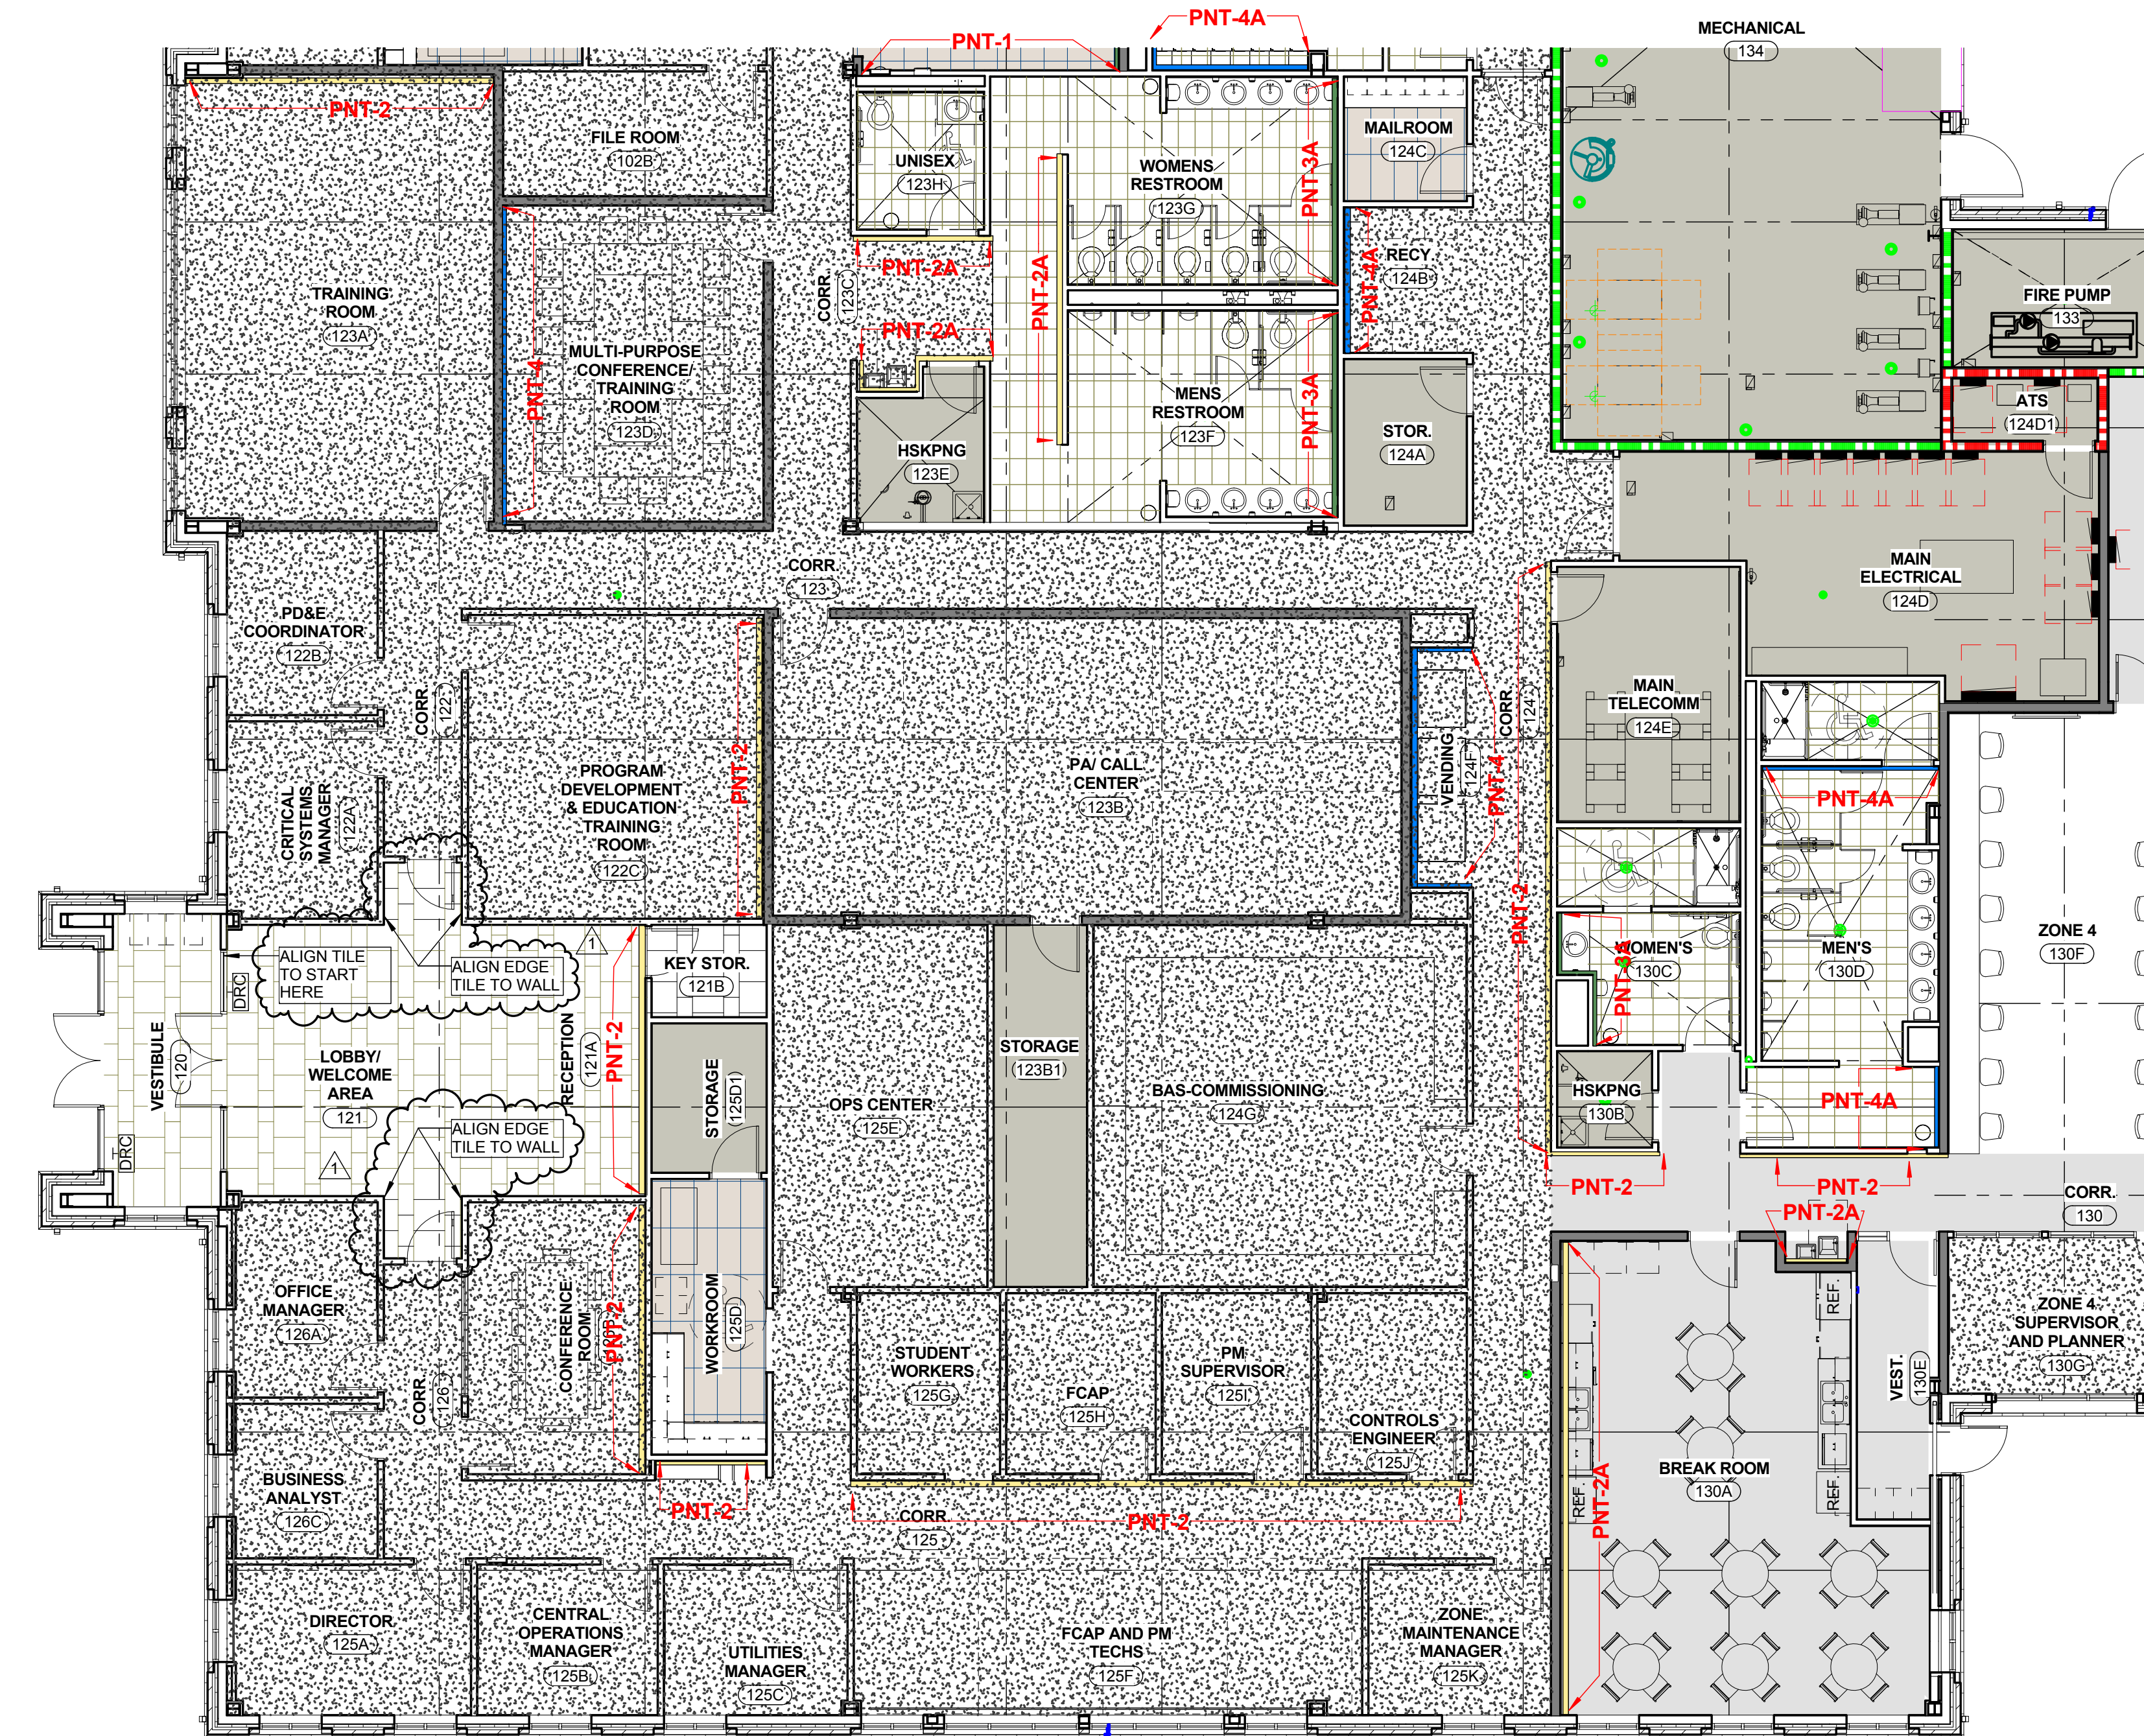 PNT-4A
PNT-1
MECHANICAL
134
PNT-2
FILE ROOM
102B
UNISEX
123H
WOMENS
RESTROOM
123G
PNT-3A
MAILROOM
124C
PNT-2A
PNT-2A
PNT-4A
RECY
124B
CORR.
123C
PNT-2A
TRAINING
ROOM
123A
PNT-4
MULTI-PURPOSE
CONFERENCE/
TRAINING
ROOM
123D
FIRE PUMP
133
MENS
RESTROOM
123F
PNT-3A
ATS
124D1
HSKPNG
123E
STOR.
124A
CORR.
123
MAIN
ELECTRICAL
124D
PD&E
COORDINATOR
122B
CORR.
122
MAIN
TELECOMM
124E
CORR.
124
PNT-2
PROGRAM
DEVELOPMENT
& EDUCATION
TRAINING
ROOM
122C
PA/ CALL
CENTER
123B
VENDING
124F
PNT-4
PNT-4A
CRITICAL
SYSTEMS
MANAGER
122A
PNT-2
ALIGN TILE
TO START
HERE
ALIGN EDGE
TILE TO WALL
1
KEY STOR.
121B
WOMEN'S
130C
PNT-3A
MEN'S
130D
ZONE 4
130F
DRC
VESTIBULE
120
LOBBY/
WELCOME
AREA
121
RECEPTION
121A
PNT-2
STORAGE
125D1
STORAGE
123B1
OPS CENTER
125E
BAS-COMMISSIONING
124G
HSKPNG
130B
PNT-4A
ALIGN EDGE
TILE TO WALL
DRC
1
PNT-2
PNT-2
PNT-2A
CORR.
130
OFFICE
MANAGER
126A
CORR.
126
CONFERENCE
ROOM
PNT-2
WORKROOM
125D
STUDENT
WORKERS
125G
FCAP
125H
PM
SUPERVISOR
125I
CONTROLS
ENGINEER
125J
REF.
VEST.
130E
ZONE 4
SUPERVISOR
AND PLANNER
130G
BUSINESS
ANALYST
126C
PNT-2
CORR.
125
PNT-2
REF.
PNT-2A
BREAK ROOM
130A
REF.
DIRECTOR
125A
CENTRAL
OPERATIONS
MANAGER
125B
UTILITIES
MANAGER
125C
FCAP AND PM
TECHS
125F
ZONE
MAINTENANCE
MANAGER
125K